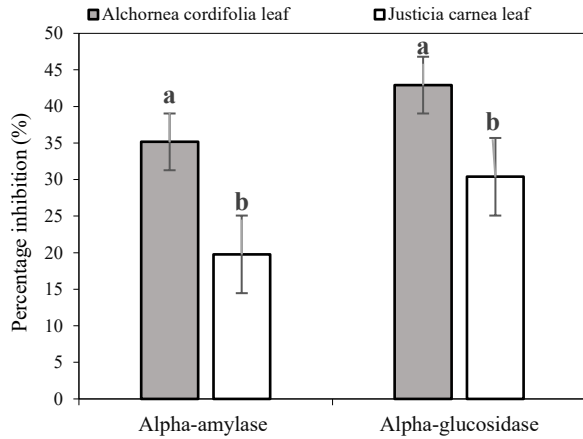 Alchornea cordifolia leaf Justicia carnea leaf
50
45
40
35
30
25
20
15
10
5
0
Percentage inhibition (%)
a
b
a
b
Alpha-amylase Alpha-glucosidase